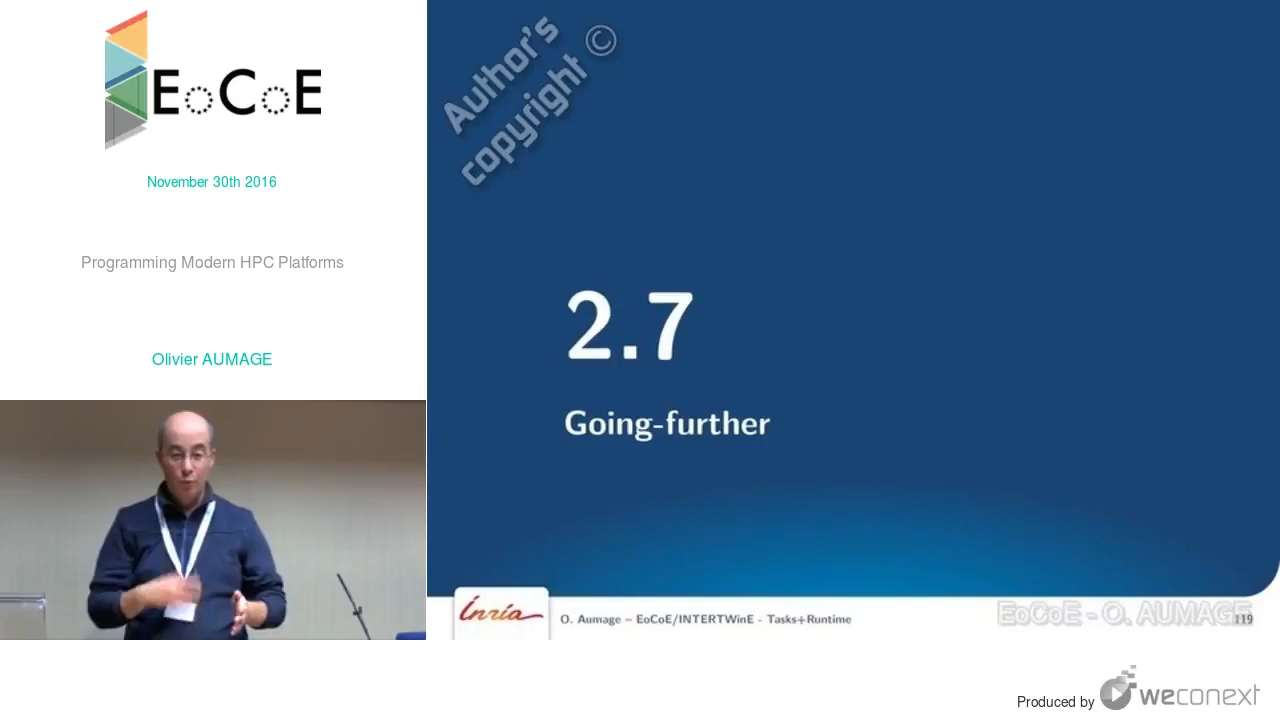 EoCoE
November 30th 2016
Programming Modern HPC Platforms
Olivier AUMAGE
Author's
copyright ©
2.7
Going-further
Inria
O. Aumage – EoCoE/INTERTWinE - Tasks+Runtime
EoCoE - O. AUMAGE
119
Produced by
weconext